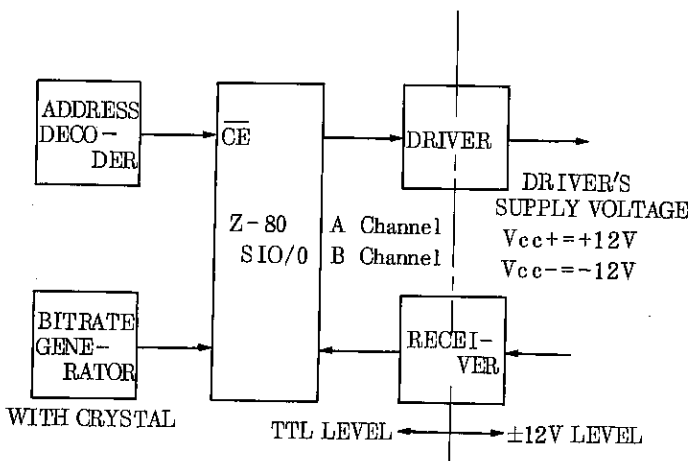 ADDRESS
DECO-
DER
CE
DRIVER
DRIVER'S
SUPPLY VOLTAGE
Vcc+=+12V
Vcc-=-12V
Z-80
SIO/0
A Channel
B Channel
BITRATE
GENE-
RATOR
WITH CRYSTAL
RECEI-
VER
TTL LEVEL
±12V LEVEL